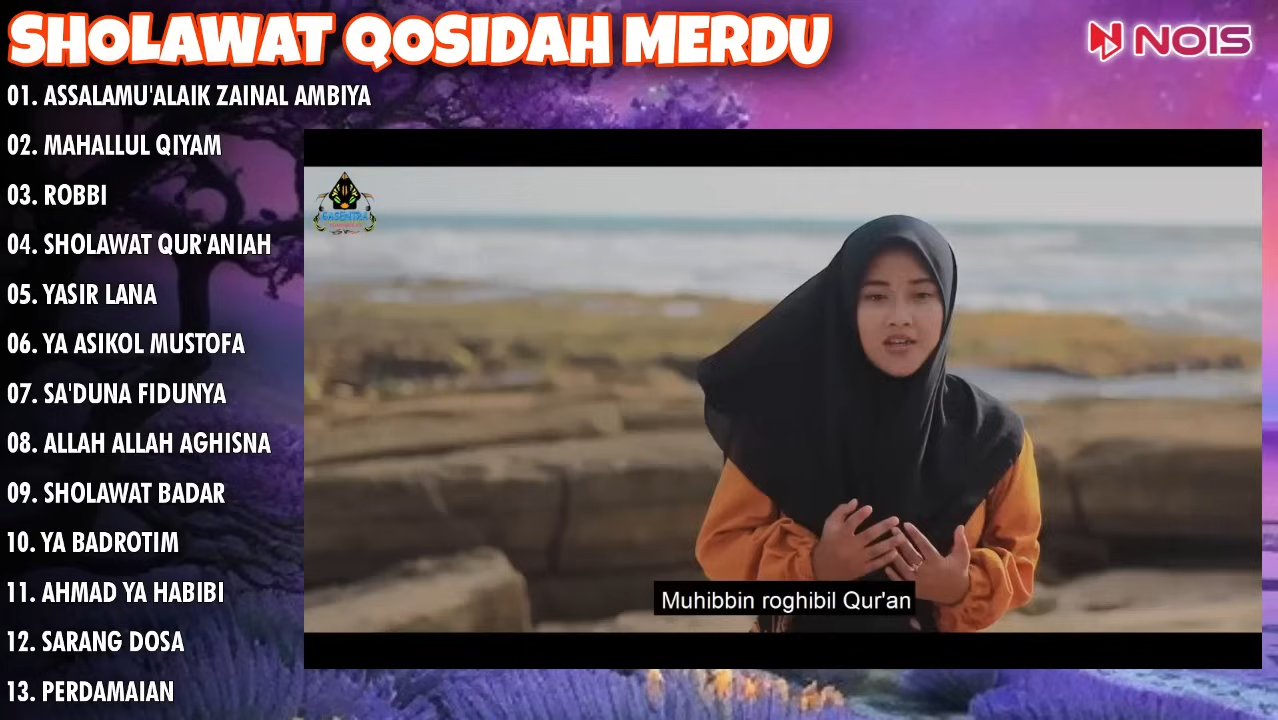 SHOLAWAT QOSIDAH MERDU
NOIS
01. ASSALAMU'ALAIK ZAINAL AMBIYA
02. MAHALLUL QIYAM
03. ROBBI
04. SHOLAWAT QUR'ANIAH
05. YASIR LANA
06. YA ASIKOL MUSTOFA
07. SA'DUNA FIDUNYA
08. ALLAH ALLAH AGHISNA
09. SHOLAWAT BADAR
10. YA BADROTIM
11. AHMAD YA HABIBI
12. SARANG DOSA
13. PERDAMAIAN
SASENTRA
Muhibbin roghibil Qur'an